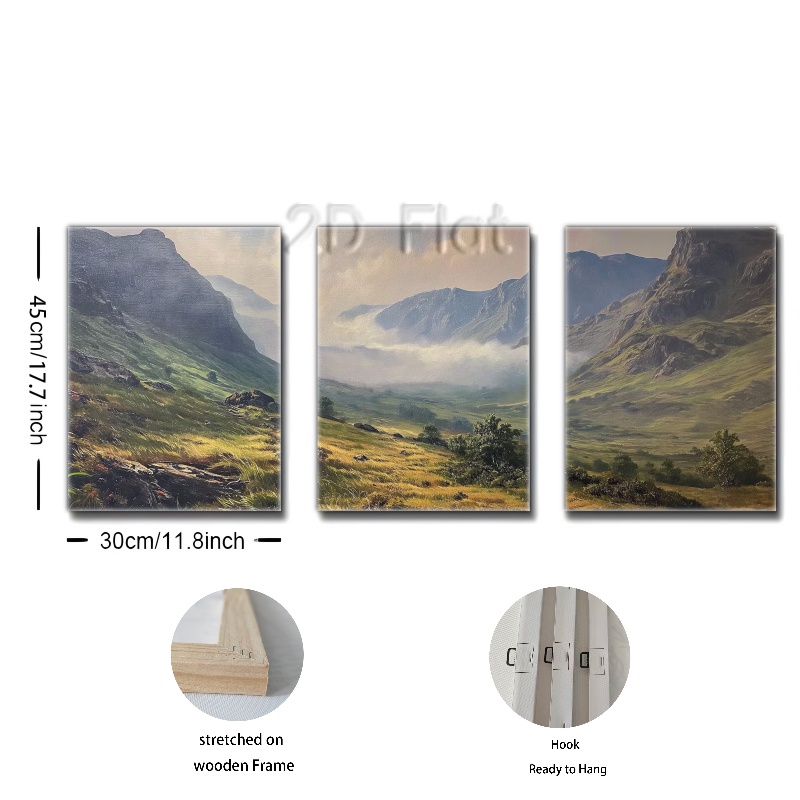 2D Flat
45cm/17.7inch
30cm/11.8inch
stretched on
wooden Frame
Hook
Ready to Hang